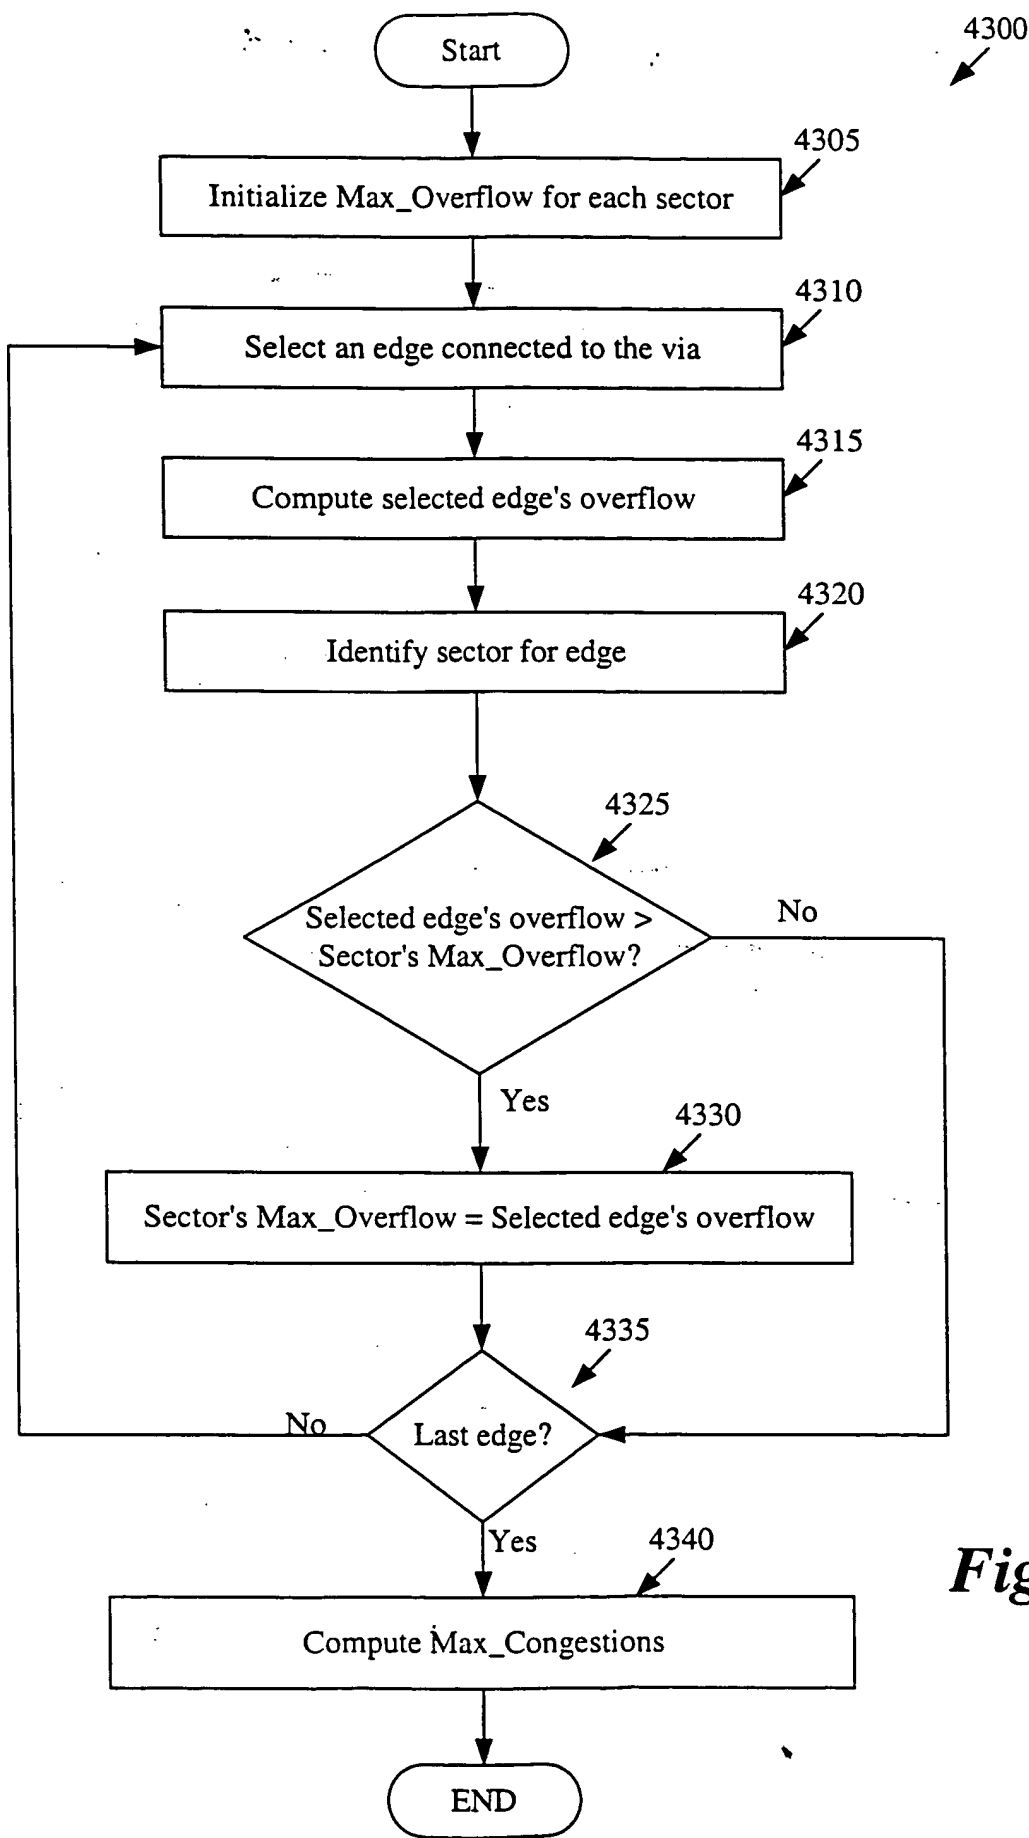 4300
Start
4305
Initialize Max_Overflow for each sector
4310
Select an edge connected to the via
4315
Compute selected edge's overflow
4320
Identify sector for edge
4325
Selected edge's overflow >
Sector's Max_Overflow?
No
Yes
4330
Sector's Max_Overflow = Selected edge's overflow
4335
Last edge?
No
Yes
4340
Compute Max_Congestions
Fig
END